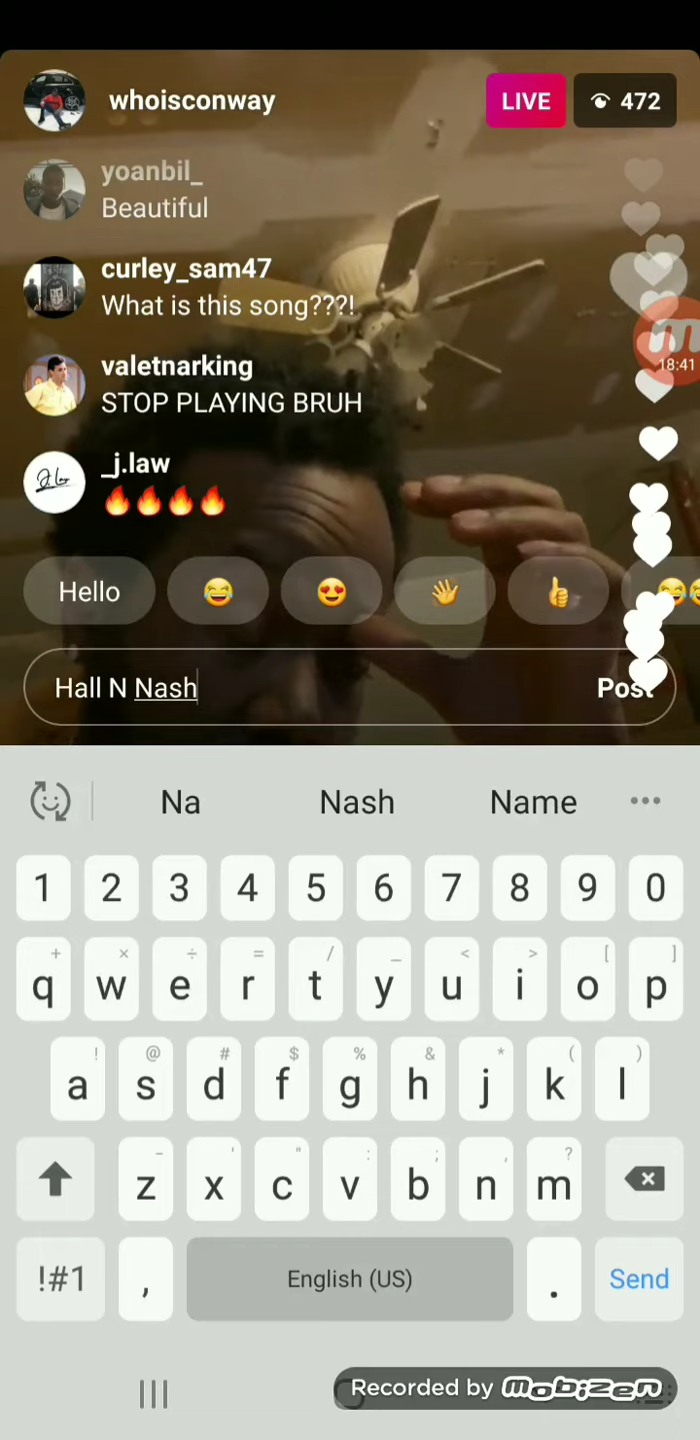 whoisconway
LIVE
472
yoanbil_
Beautiful
curley_sam47
What is this song???!
18:41
valetnarking
STOP PLAYING BRUH
_j.law
🔥🔥🔥🔥
Hello 😂 😍 👋 👍 😂
Hall N Nash
Post
Na Nash Name •••
1 2 3 4 5 6 7 8 9 0
+ × ÷ = / _ < > [ ]
q w e r t y u i o p
! @ # $ % & * ( )
a s d f g h j k l
- ' " : ; , ?
z x c v b n m
!#1 , English (US) . Send
Recorded by mobizen